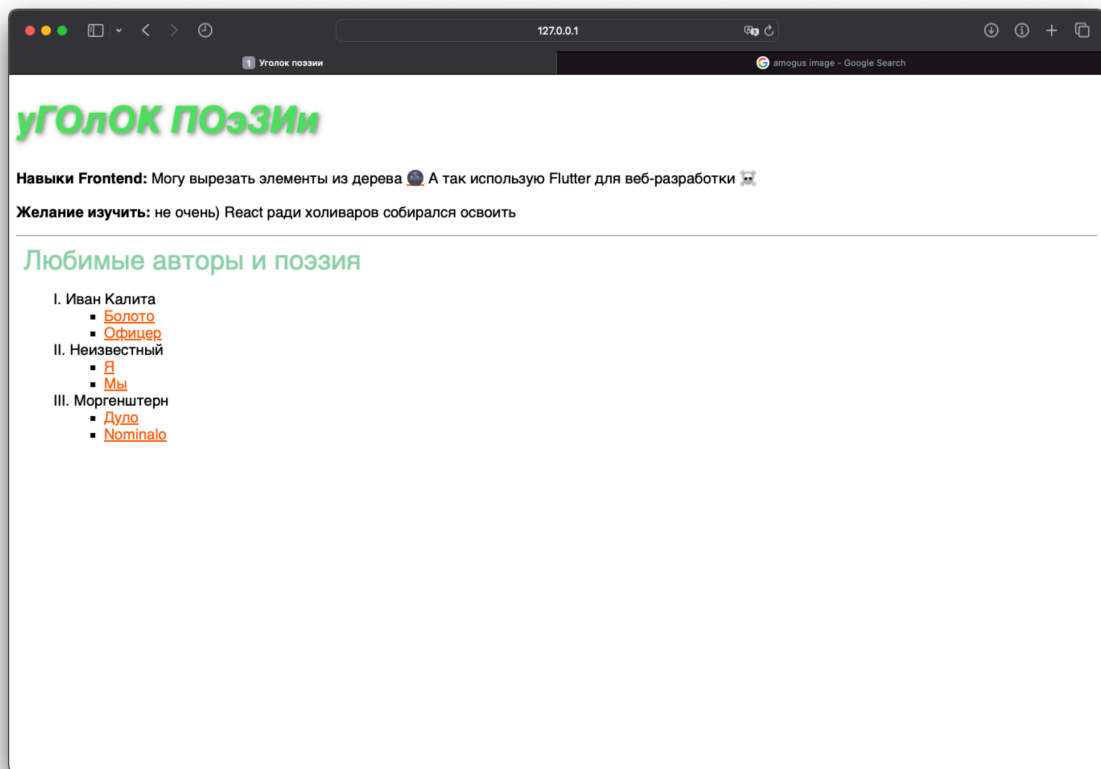 127.0.0.1
1 Уголок поэзии
G amogus image - Google Search
уГОлОК ПОэЗИи
Навыки Frontend: Могу вырезать элементы из дерева 🌚 А так использую Flutter для веб-разработки ☠️
Желание изучить: не очень) React ради холиваров собирался освоить
Любимые авторы и поэзия
I. Иван Калита
▪ Болото
▪ Офицер
II. Неизвестный
▪ Я
▪ Мы
III. Моргенштерн
▪ Дуло
▪ Nominalo